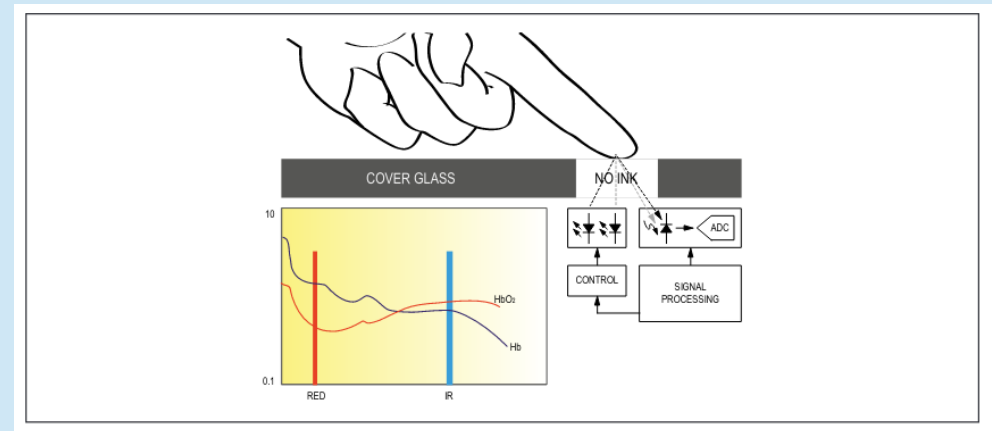 COVER GLASS
NO INK
10
HbO₂
Hb
0.1
RED
IR
ADC
CONTROL
SIGNAL
PROCESSING